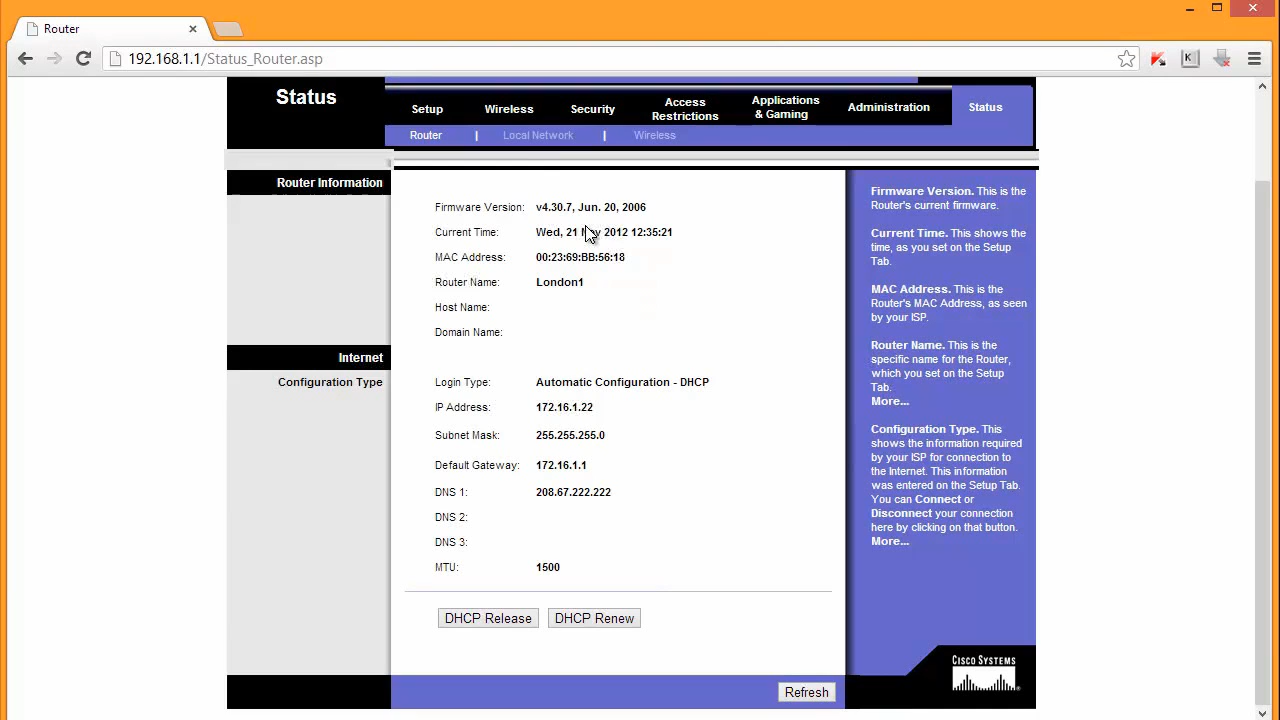 Router
192.168.1.1/Status_Router.asp
K
Status
Setup
Wireless
Security
Access
Restrictions
Applications
& Gaming
Administration
Status
Router | Local Network | Wireless
Router Information
Firmware Version: v4.30.7, Jun. 20, 2006
Current Time: Wed, 21 2012 12:35:21
MAC Address: 00:23:69:BB:56:18
Router Name: London1
Host Name:
Domain Name:
Internet
Configuration Type
Login Type: Automatic Configuration - DHCP
IP Address: 172.16.1.22
Subnet Mask: 255.255.255.0
Default Gateway: 172.16.1.1
DNS 1: 208.67.222.222
DNS 2:
DNS 3:
MTU: 1500
DHCP Release
DHCP Renew
Firmware Version. This is the
Router's current firmware.
Current Time. This shows the
time, as you set on the Setup
Tab.
MAC Address. This is the
Router's MAC Address, as seen
by your ISP.
Router Name. This is the
specific name for the Router,
which you set on the Setup
Tab.
More...
Configuration Type. This
shows the information required
by your ISP for connection to
the Internet. This information
was entered on the Setup Tab.
You can Connect or
Disconnect your connection
here by clicking on that button.
More...
Refresh
CISCO SYSTEMS